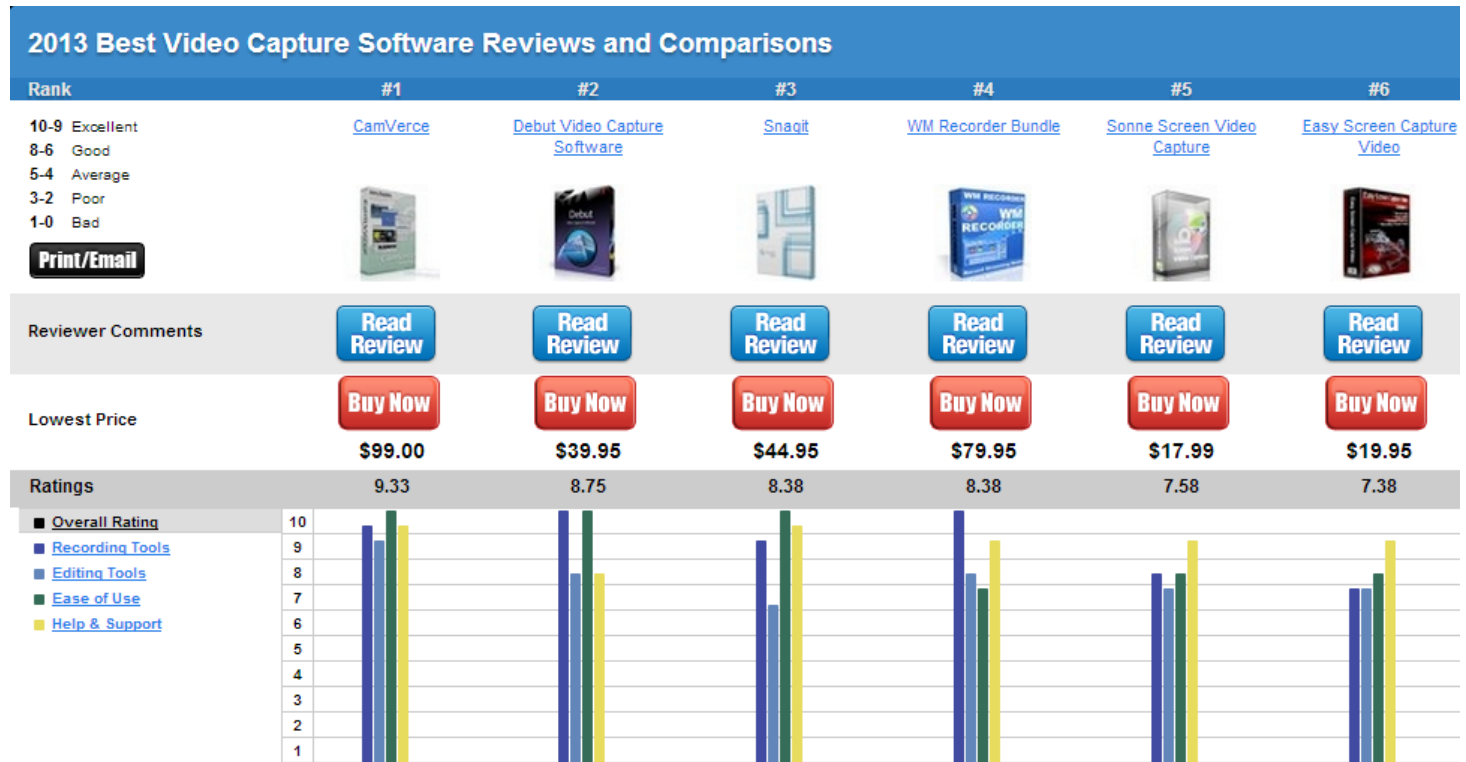 2013 Best Video Capture Software Reviews and Comparisons
Rank #1 #2 #3 #4 #5 #6
10-9 Excellent
8-6 Good
5-4 Average
3-2 Poor
1-0 Bad
Print/Email
CamVerce
Debut Video Capture
Software
Snagit
WM Recorder Bundle
Sonne Screen Video
Capture
Easy Screen Capture
Video
Debut
WM RECORDER
WM
RECORDER
Reviewer Comments
Read
Review
Read
Review
Read
Review
Read
Review
Read
Review
Read
Review
Lowest Price
Buy Now Buy Now Buy Now Buy Now Buy Now Buy Now
$99.00 $39.95 $44.95 $79.95 $17.99 $19.95
Ratings 9.33 8.75 8.38 8.38 7.58 7.38
Overall Rating
Recording Tools
Editing Tools
Ease of Use
Help & Support
10
9
8
7
6
5
4
3
2
1